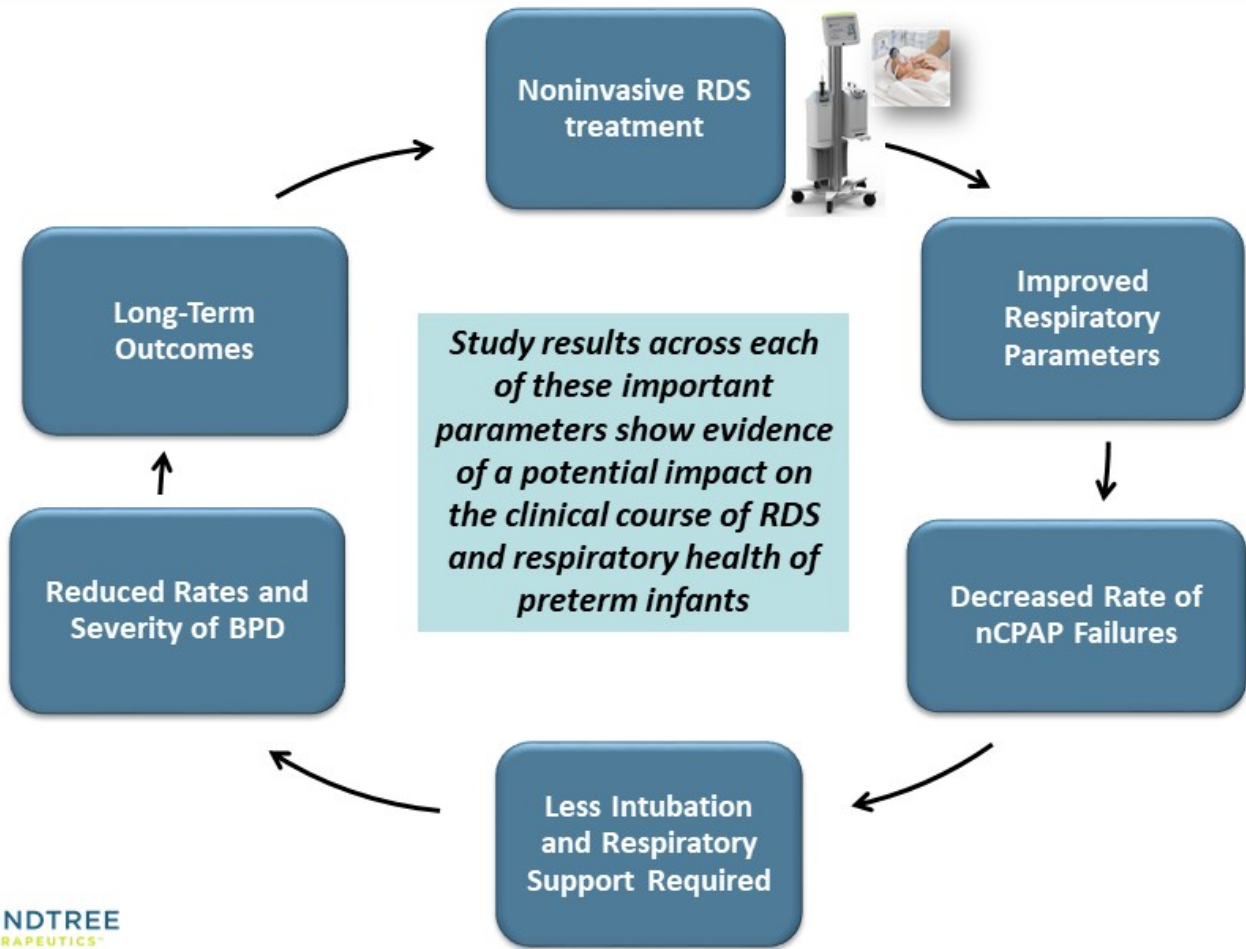 Noninvasive RDS
treatment
Improved
Respiratory
Parameters
Decreased Rate of
nCPAP Failures
Less Intubation
and Respiratory
Support Required
Reduced Rates and
Severity of BPD
Long-Term
Outcomes
Study results across each
of these important
parameters show evidence
of a potential impact on
the clinical course of RDS
and respiratory health of
preterm infants
NDTREE
RAPEUTICS